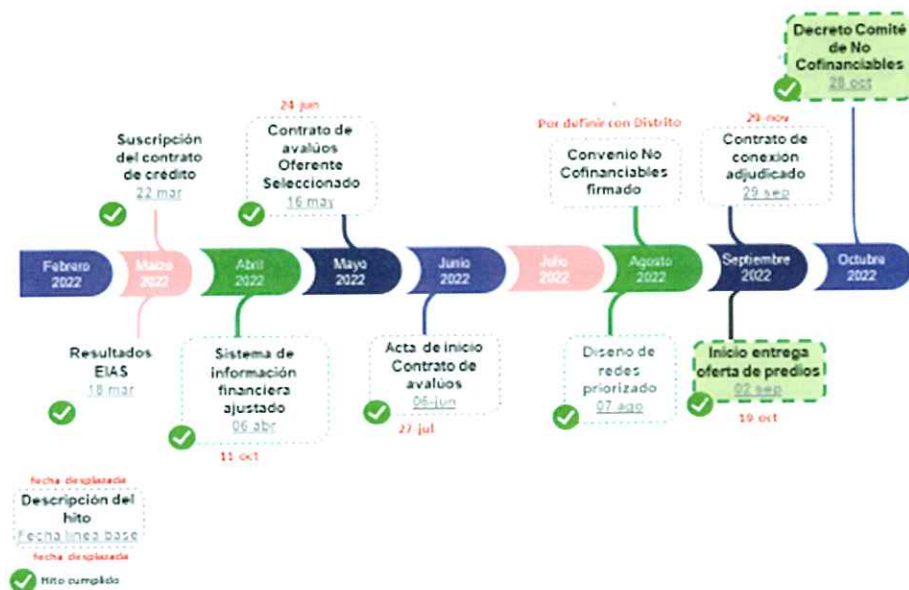 Decreto Comité
de No
Cofinanciables
28 oct
24-jun
Contrato de
avalúos
Oferente
Seleccionado
16 may
Suscripción
del contrato
de crédito
22 mar
Por definir con Distrito
Convenio No
Cofinanciables
firmado
29-nov
Contrato de
conexión
adjudicado
29 sep
Febrero
2022
Marzo
2022
Abril
2022
Mayo
2022
Junio
2022
Julio
2022
Agosto
2022
Septiembre
2022
Octubre
2022
Resultados
EIAS
18 mar
Sistema de
información
financiera
ajustado
06 abr
11-oct
Acta de inicio
Contrato de
avalúos
06-jun
27-jul
Diseño de
redes
priorizado
07 ago
Inicio entrega
oferta de predios
02 sep
19-oct
fecha desplazada
Descripción del
hito
Fecha línea base
fecha desplazada
Hito cumplido